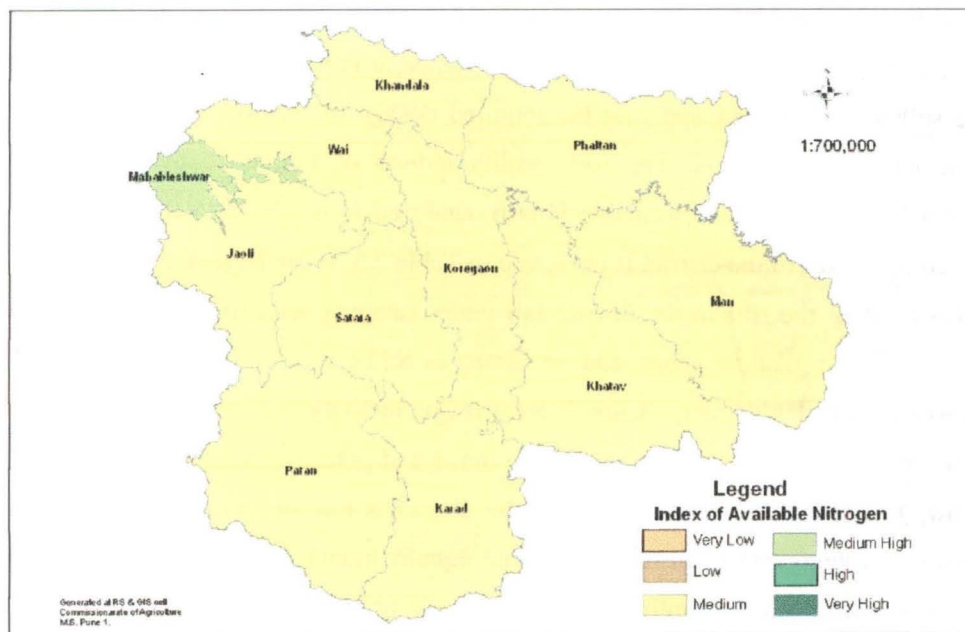 Khandala
Phaltan
1:700,000
Wai
Mahableshwar
Jaoli
Koregaon
Man
Satara
Khatav
Patan
Karad
Legend
Index of Available Nitrogen
Very Low
Medium High
Low
High
Medium
Very High
Generated at RS & GIS cell
Commissionarate of Agriculture
M.S. Pune 1.